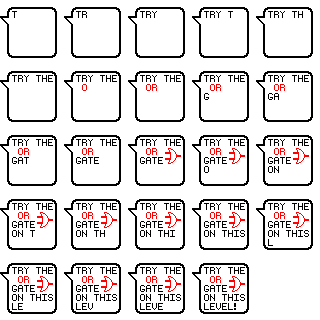 T
TR
TRY
TRY T
TRY TH
TRY THE
TRY THE
O
TRY THE
OR
TRY THE
OR
G
TRY THE
OR
GA
TRY THE
OR
GAT
TRY THE
OR
GATE
TRY THE
OR
GATE
TRY THE
OR
GATE
O
TRY THE
OR
GATE
ON
TRY THE
OR
GATE
ON T
TRY THE
OR
GATE
ON TH
TRY THE
OR
GATE
ON THI
TRY THE
OR
GATE
ON THIS
TRY THE
OR
GATE
ON THIS
L
TRY THE
OR
GATE
ON THIS
LE
TRY THE
OR
GATE
ON THIS
LEV
TRY THE
OR
GATE
ON THIS
LEVE
TRY THE
OR
GATE
ON THIS
LEVEL!